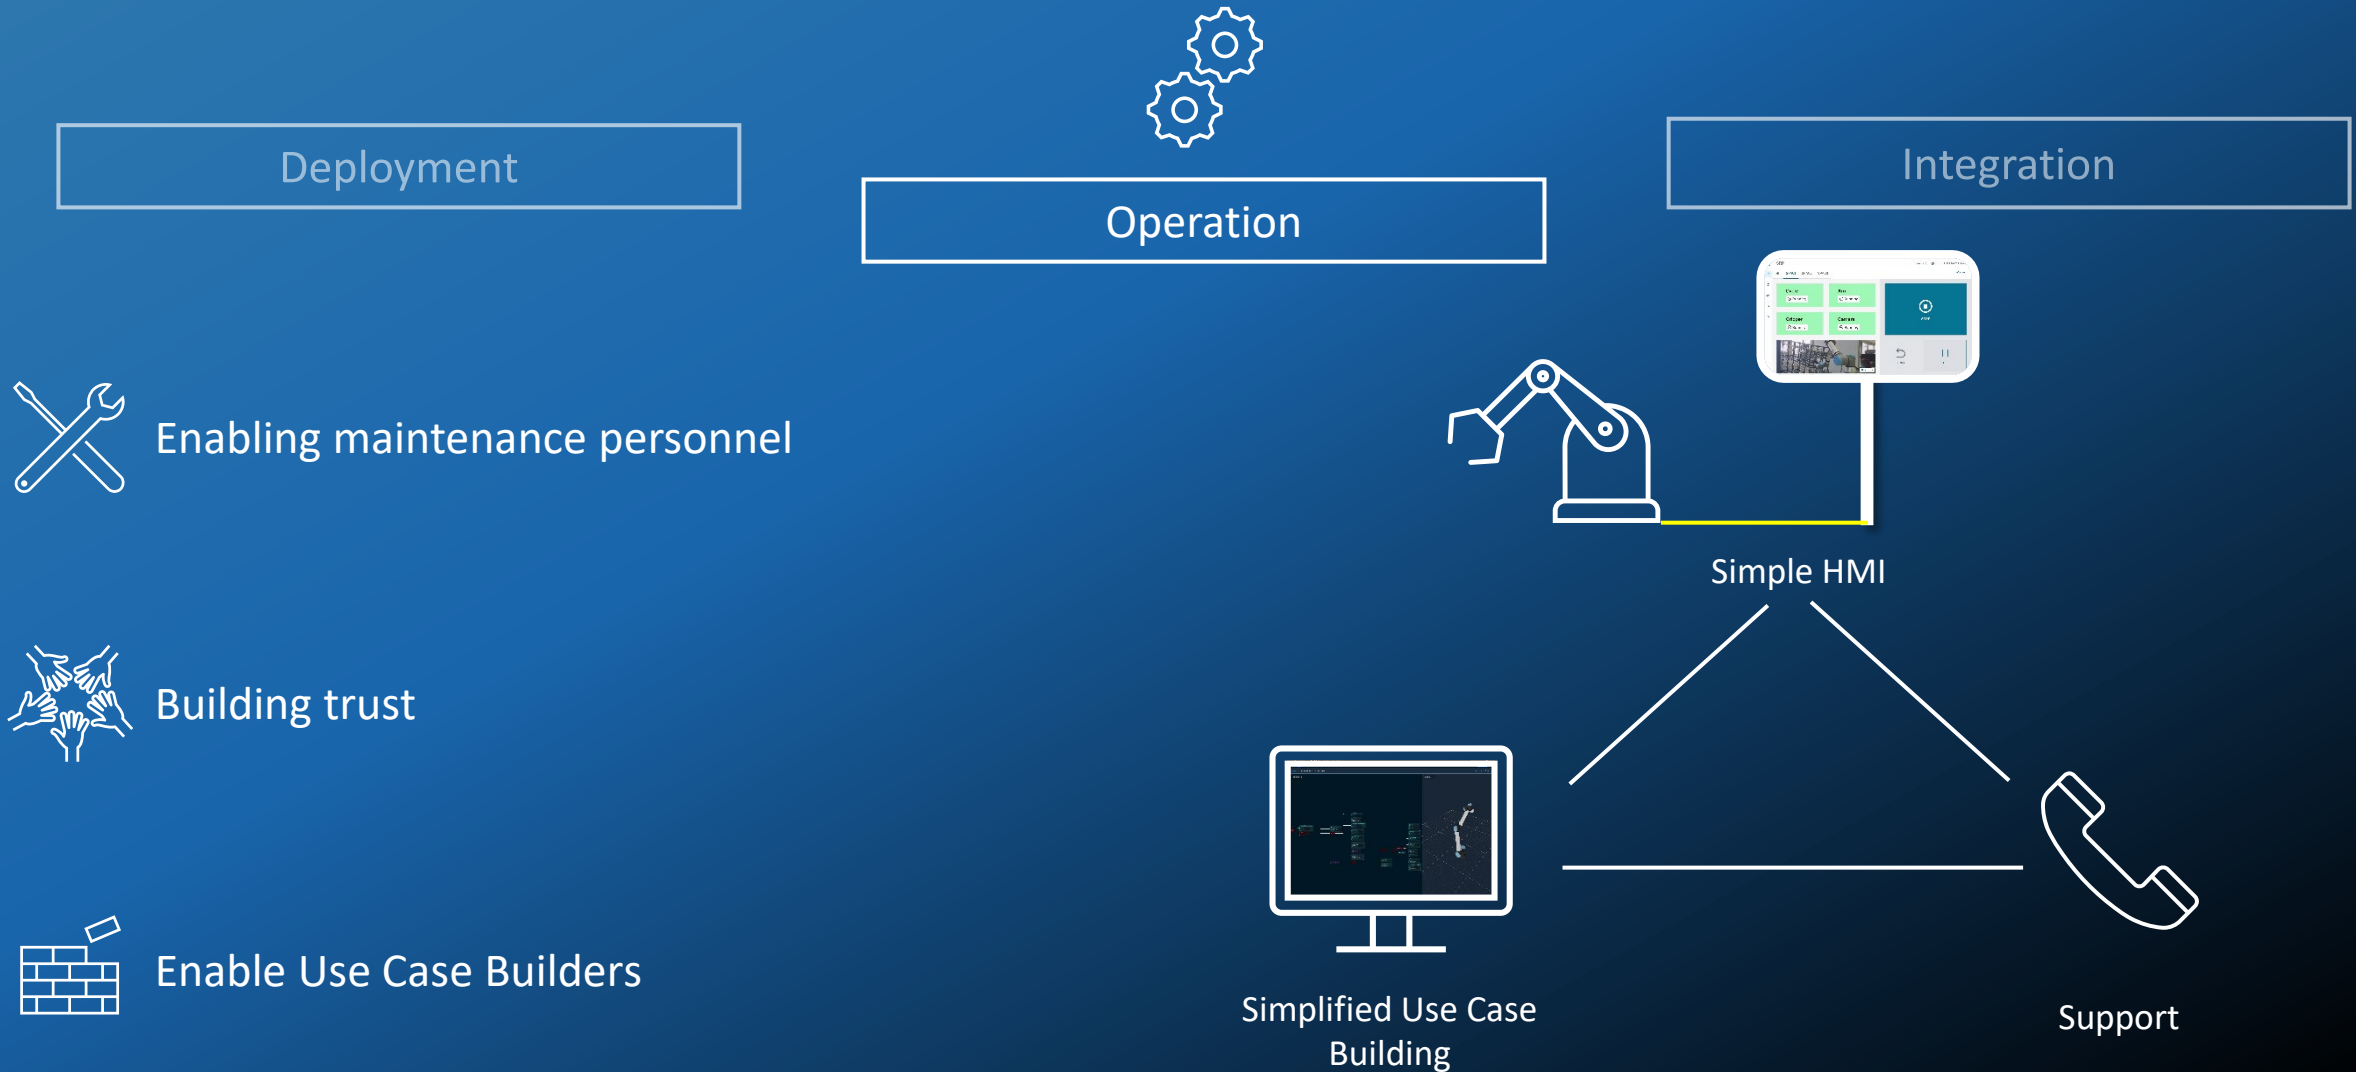 Deployment
Operation
Integration
Enabling maintenance personnel
Simple HMI
Building trust
Enable Use Case Builders
Simplified Use Case
Building
Support